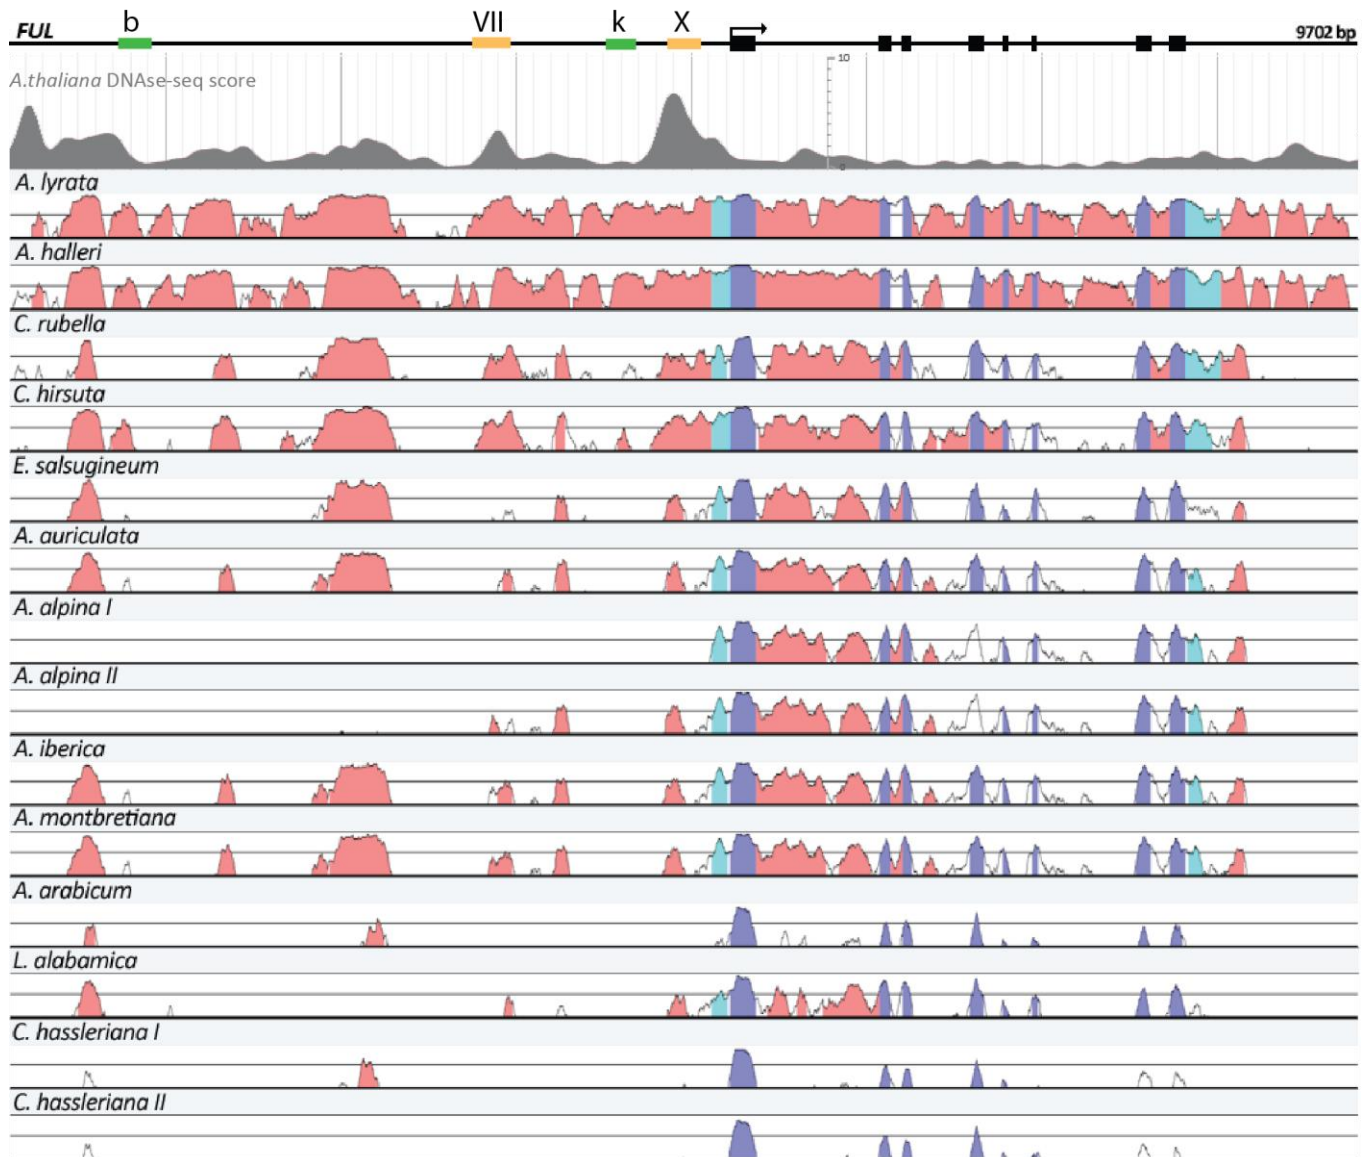 b VII k X
FUL 9702 bp
10
A.thaliana DNAse-seq score
0
A. lyrata
A. halleri
C. rubella
C. hirsuta
E. salsugineum
A. auriculata
A. alpina I
A. alpina II
A. iberica
A. montbretiana
A. arabicum
L. alabamica
C. hassleriana I
C. hassleriana II